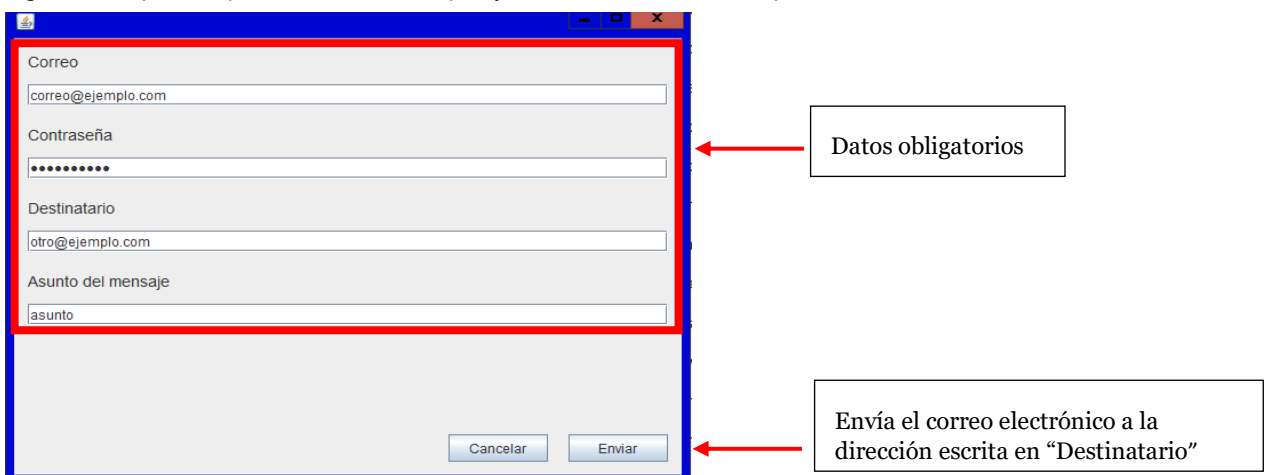 Correo
correo@ejemplo.com
Contraseña
••••••••••
Destinatario
otro@ejemplo.com
Asunto del mensaje
asunto
Cancelar
Enviar
Datos obligatorios
Envía el correo electrónico a la
dirección escrita en “Destinatario”